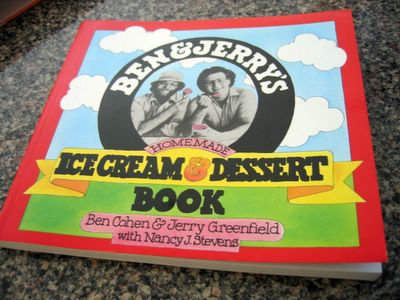 BEN & JERRY'S
HOMEMADE
ICE CREAM & DESSERT
BOOK
Ben Cohen & Jerry Greenfield
with Nancy J. Stevens